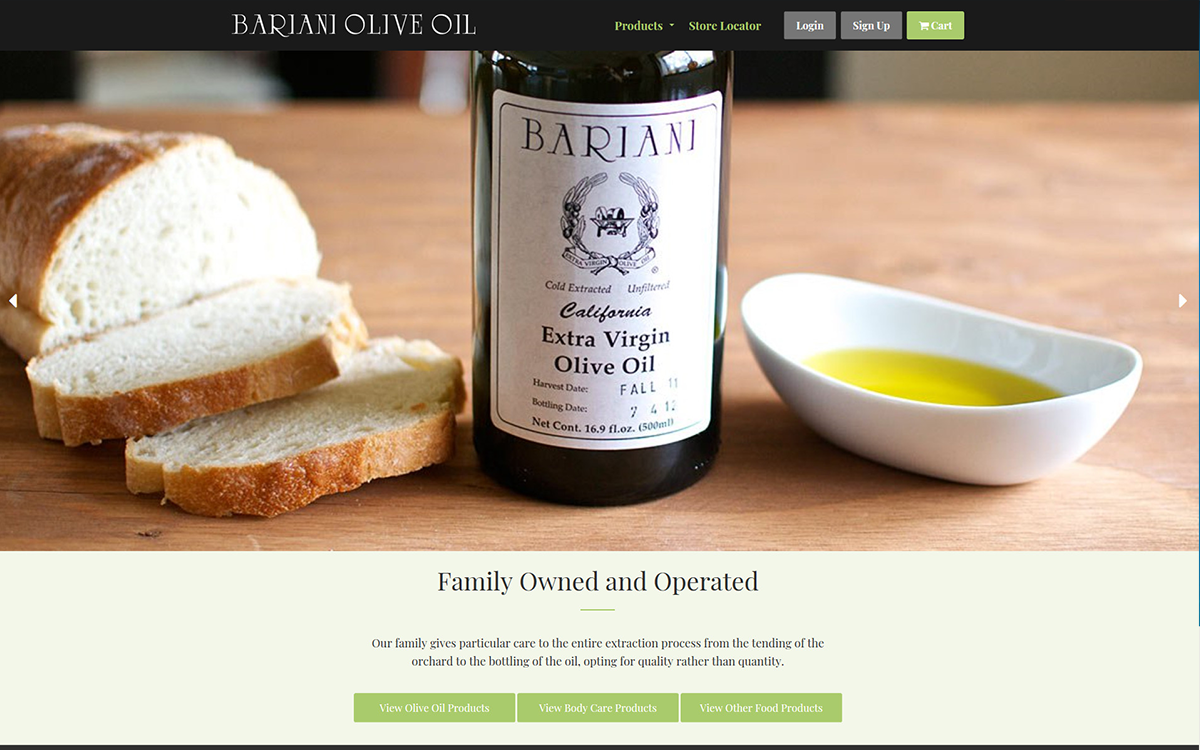 BARIANI OLIVE OIL
Products
Store Locator
Login
Sign Up
Cart
BARIANI
EXTRA VIRGIN OLIVE OIL
®
Cold Extracted Unfiltered
California
Extra Virgin
Olive Oil
Harvest Date: FALL 11
Bottling Date: 7 4 12
Net Cont. 16.9 fl.oz. (500ml)
Family Owned and Operated
Our family gives particular care to the entire extraction process from the tending of the
orchard to the bottling of the oil, opting for quality rather than quantity.
View Olive Oil Products
View Body Care Products
View Other Food Products